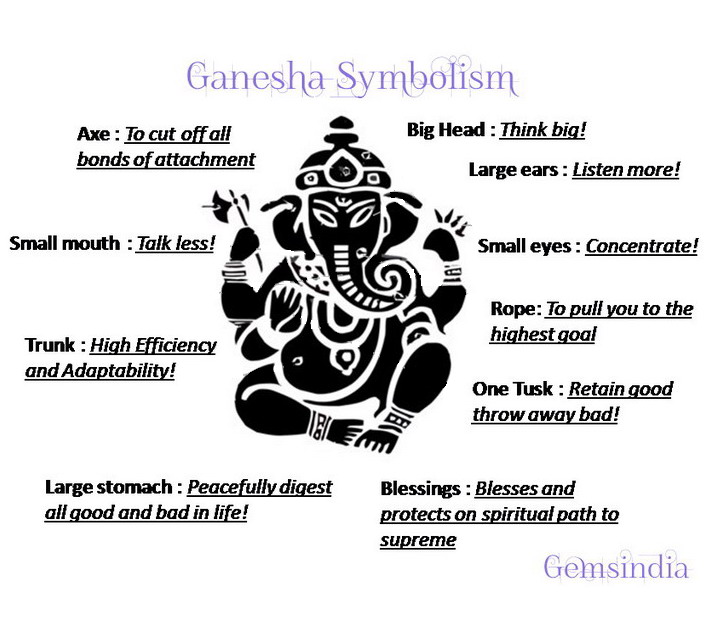 Ganesha Symbolism
Axe : To cut off all
bonds of attachment
Big Head : Think big!
Large ears : Listen more!
Small mouth : Talk less!
Small eyes : Concentrate!
Rope: To pull you to the
highest goal
Trunk : High Efficiency
and Adaptability!
One Tusk : Retain good
throw away bad!
Large stomach : Peacefully digest
all good and bad in life!
Blessings : Blesses and
protects on spiritual path to
supreme
Gemsindia